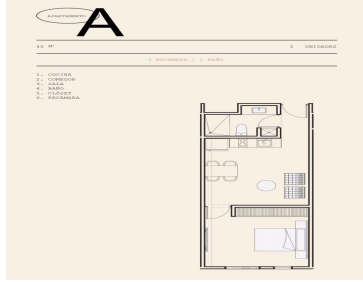 APARTAMENTO
A
45 M²
3 UNIDADES
1 RECÁMARA / 1 BAÑO
1. COCINA
2. COMEDOR
3. SALA
4. BAÑO
5. CLÓSET
6. RECÁMARA